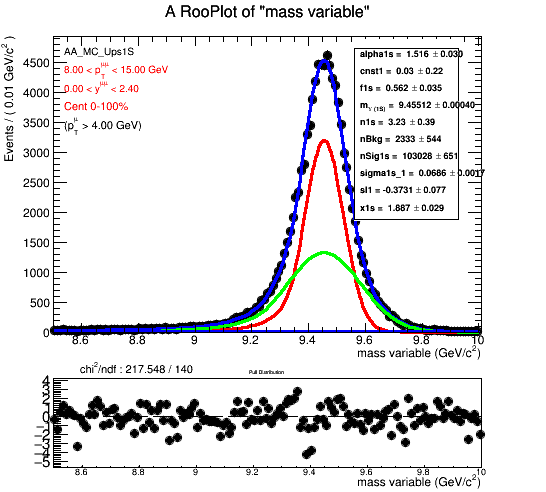 A RooPlot of "mass variable"
Events / ( 0.01 GeV/c² )
4500
4000
3500
3000
2500
2000
1500
1000
500
0
AA_MC_Ups1S
8.00 < p_T^μμ < 15.00 GeV
0.00 < y^μμ < 2.40
Cent 0-100%
(p_T^μ > 4.00 GeV)
alpha1s = 1.516 ± 0.030
cnst1 = 0.03 ± 0.22
f1s = 0.562 ± 0.035
m_ϒ(1S) = 9.45512 ± 0.00040
n1s = 3.23 ± 0.39
nBkg = 2333 ± 544
nSig1s = 103028 ± 651
sigma1s_1 = 0.0686 ± 0.0017
sl1 = -0.3731 ± 0.077
x1s = 1.887 ± 0.029
8.6 8.8 9 9.2 9.4 9.6 9.8 10
mass variable (GeV/c²)
chi²/ndf : 217.548 / 140
Pull Distribution
4
3
2
1
0
−1
−2
−3
−4
−5
8.6 8.8 9 9.2 9.4 9.6 9.8 10
mass variable (GeV/c²)